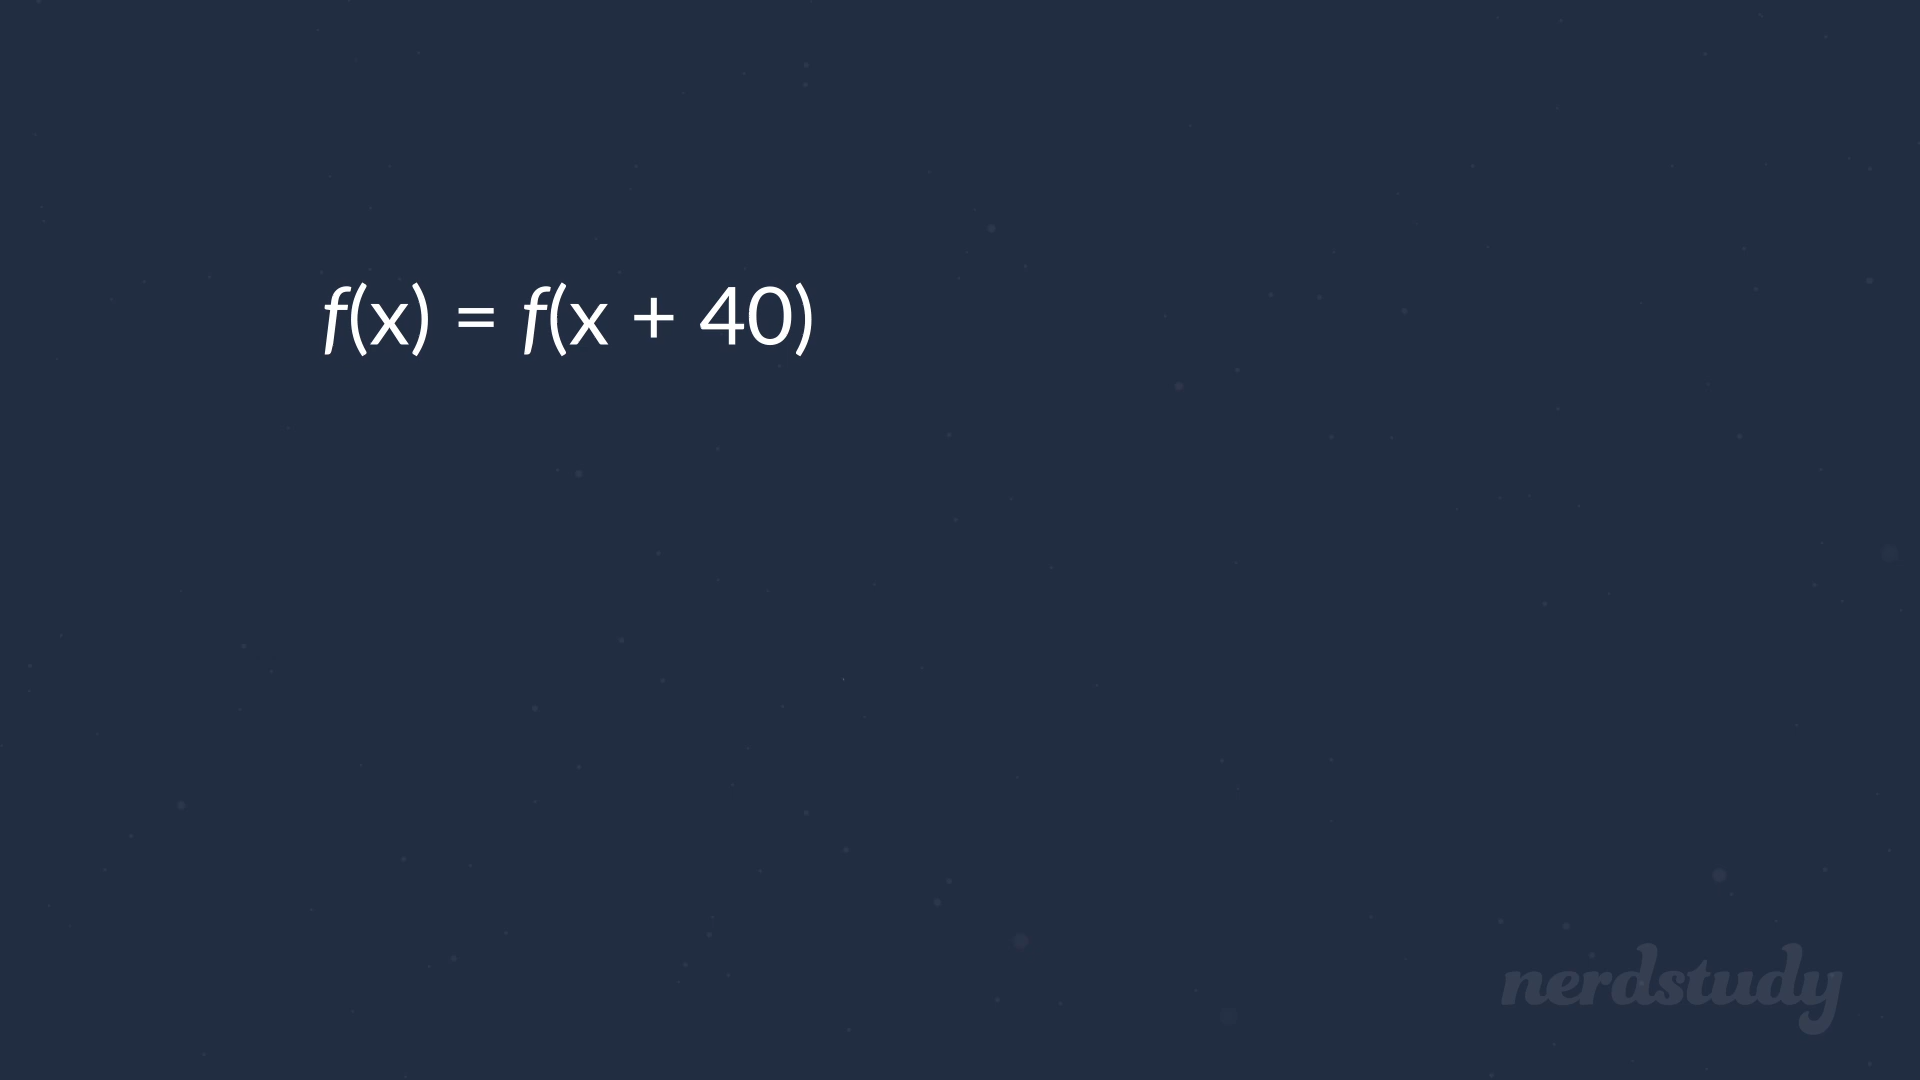 f(x) = f(x + 40)
nerdstudy